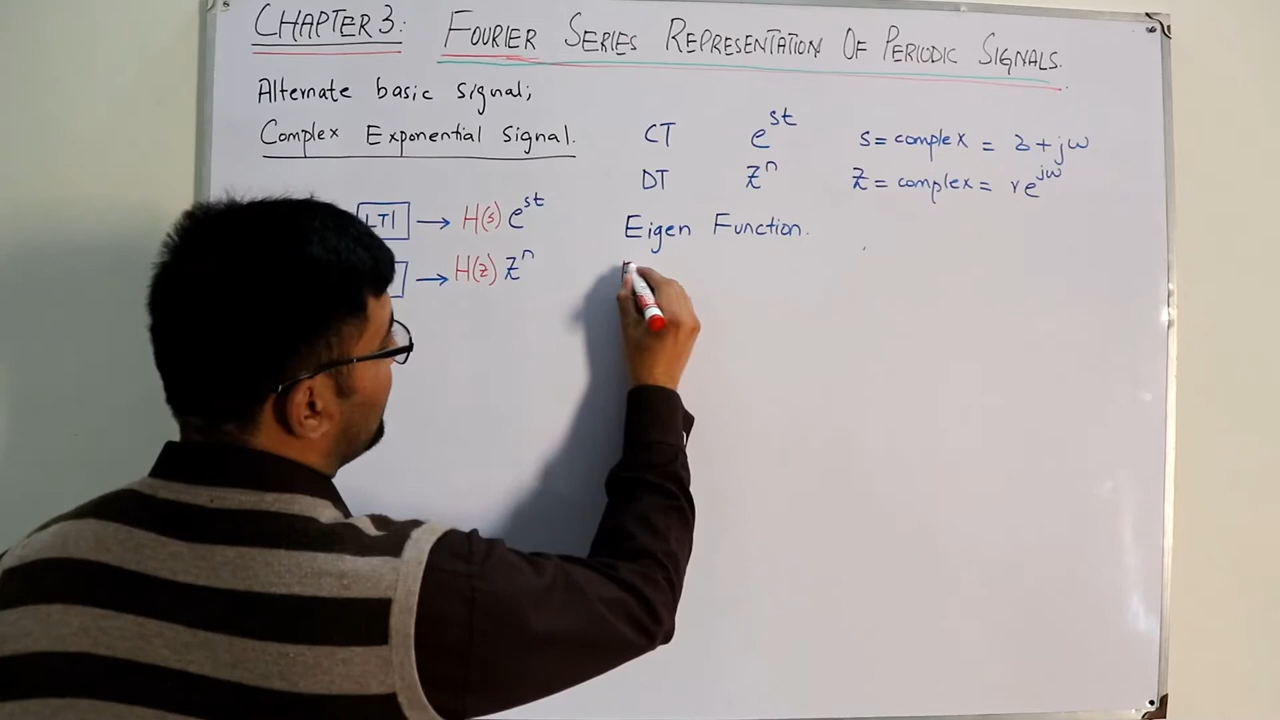 CHAPTER 3: FOURIER SERIES REPRESENTATION OF PERIODIC SIGNALS.
Alternate basic signal;
Complex Exponential Signal.
CT e^st s = complex = 2 + jω
DT z^n z = complex = re^jω
LTI → H(s) e^st
→ H(z) z^n
Eigen Function.